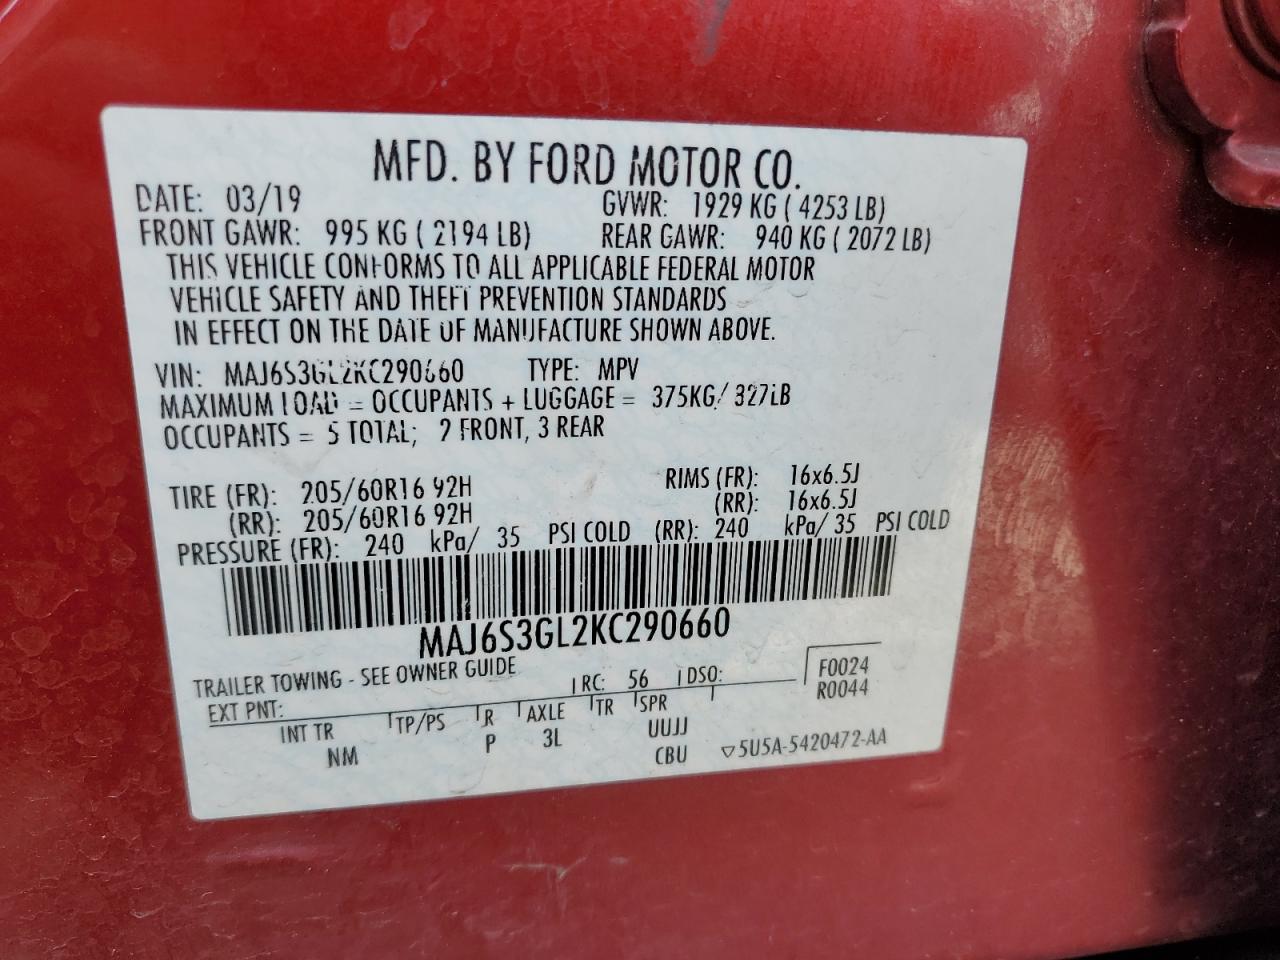 MFD. BY FORD MOTOR CO.
DATE: 03/19 GVWR: 1929 KG ( 4253 LB)
FRONT GAWR: 995 KG ( 2194 LB) REAR GAWR: 940 KG ( 2072 LB)
THIS VEHICLE CONFORMS TO ALL APPLICABLE FEDERAL MOTOR
VEHICLE SAFETY AND THEFT PREVENTION STANDARDS
IN EFFECT ON THE DATE OF MANUFACTURE SHOWN ABOVE.
VIN: MAJ6S3GL2KC290660 TYPE: MPV
MAXIMUM LOAD = OCCUPANTS + LUGGAGE = 375KG/ 827LB
OCCUPANTS = 5 TOTAL; 2 FRONT, 3 REAR
TIRE (FR): 205/60R16 92H RIMS (FR): 16x6.5J
(RR): 205/60R16 92H (RR): 16x6.5J
PRESSURE (FR): 240 kPa/ 35 PSI COLD (RR): 240 kPa/ 35 PSI COLD
MAJ6S3GL2KC290660
TRAILER TOWING - SEE OWNER GUIDE
EXT PNT: RC: 56 DSO: F0024
R0044
INT TR TP/PS R AXLE TR SPR
NM P 3L UUJJ
CBU ▽5U5A-5420472-AA